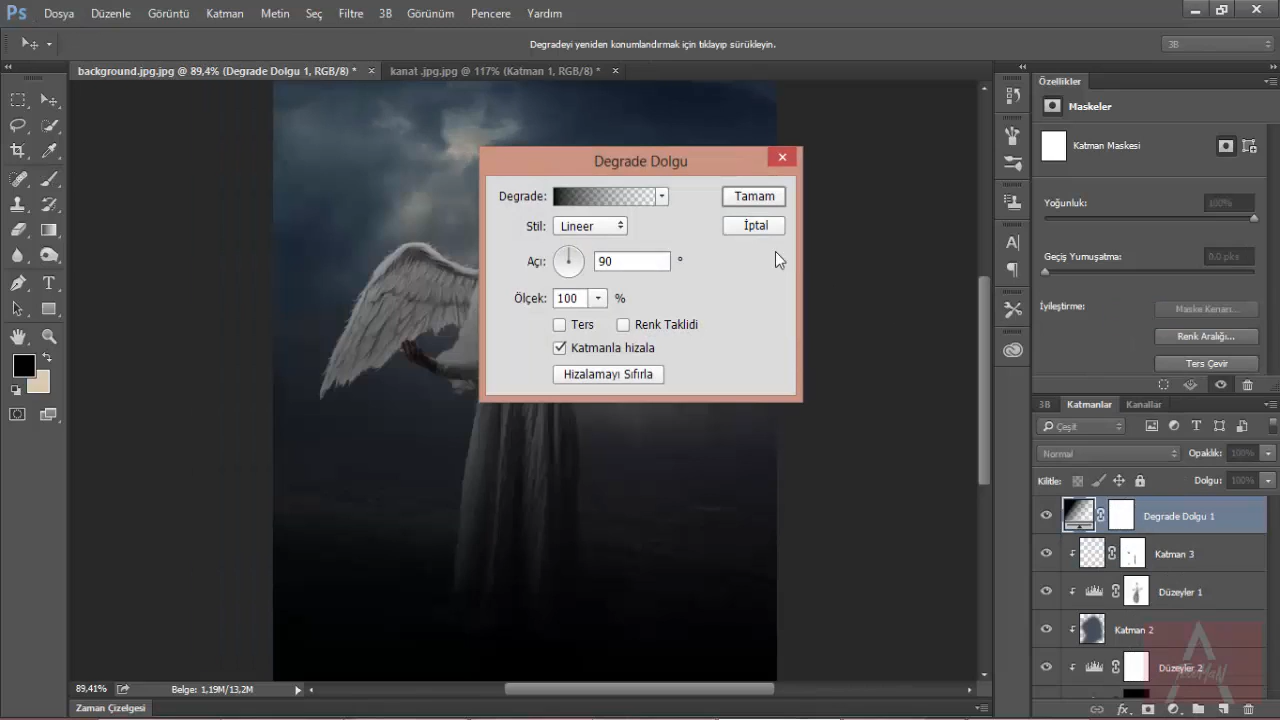 Ps Dosya Düzenle Görüntü Katman Metin Seç Filtre 3B Görünüm Pencere Yardım
Degradeyi yeniden konumlandırmak için tıklayıp sürükleyin.
3B
background.jpg.jpg @ 89,4% (Degrade Dolgu 1, RGB/8) *
kanat .jpg.jpg @ 117% (Katman 1, RGB/8) *
Özellikler
Maskeler
Katman Maskesi
Yoğunluk: 100%
Geçiş Yumuşatma: 0,0 pks
İyileştirme: Maske Kenarı...
Renk Aralığı...
Ters Çevir
Degrade Dolgu
Degrade:
Tamam
Stil: Lineer
İptal
Açı: 90 °
Ölçek: 100 %
Ters Renk Taklidi
Katmanla hizala
Hizalamayı Sıfırla
3B Katmanlar Kanallar
Çeşit
Normal Opaklık: 100%
Kilitle: Dolgu: 100%
Degrade Dolgu 1
Katman 3
Düzeyler 1
Katman 2
Düzeyler 2
89,41% Belge: 1,19M/13,2M
Zaman Çizelgesi